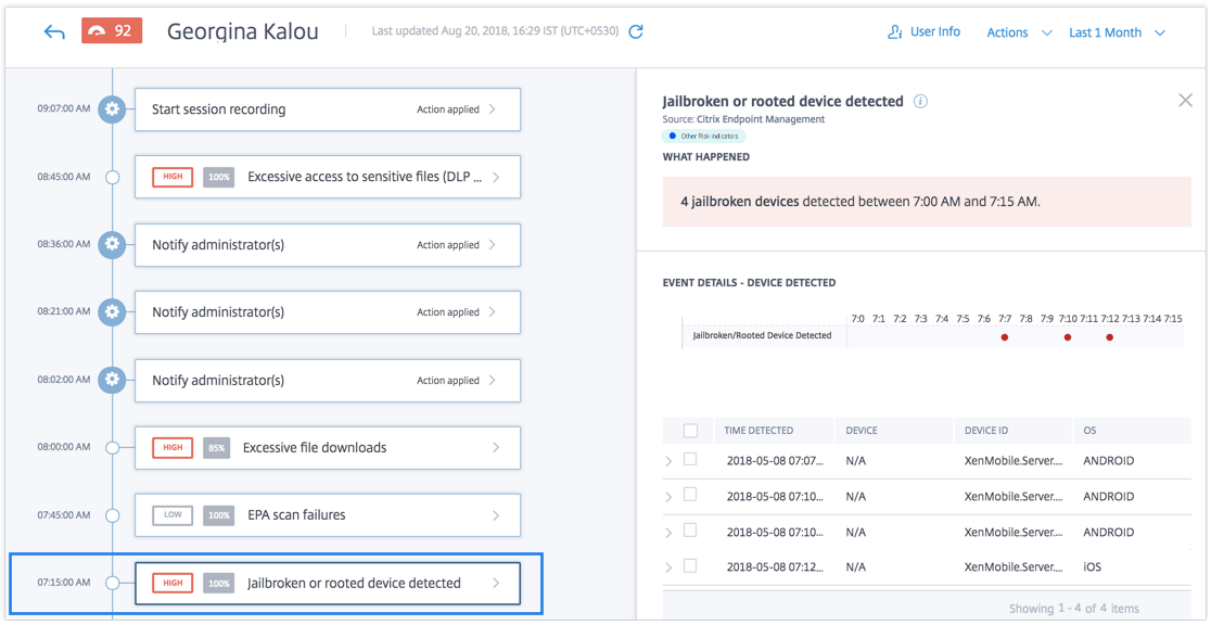 92 Georgina Kalou Last updated Aug 20, 2018, 16:29 IST (UTC+0530) User Info Actions Last 1 Month
09:07:00 AM Start session recording Action applied
08:45:00 AM HIGH 100% Excessive access to sensitive files (DLP ...
08:36:00 AM Notify administrator(s) Action applied
08:21:00 AM Notify administrator(s) Action applied
08:02:00 AM Notify administrator(s) Action applied
08:00:00 AM HIGH 85% Excessive file downloads
07:45:00 AM LOW 100% EPA scan failures
07:15:00 AM HIGH 100% Jailbroken or rooted device detected
Jailbroken or rooted device detected
Source: Citrix Endpoint Management
Other Risk Indicators
WHAT HAPPENED
4 jailbroken devices detected between 7:00 AM and 7:15 AM.
EVENT DETAILS - DEVICE DETECTED
7:0 7:1 7:2 7:3 7:4 7:5 7:6 7:7 7:8 7:9 7:10 7:11 7:12 7:13 7:14 7:15
Jailbroken/Rooted Device Detected
TIME DETECTED DEVICE DEVICE ID OS
2018-05-08 07:07... N/A XenMobile.Server.... ANDROID
2018-05-08 07:10... N/A XenMobile.Server.... ANDROID
2018-05-08 07:10... N/A XenMobile.Server.... ANDROID
2018-05-08 07:12... N/A XenMobile.Server.... iOS
Showing 1 - 4 of 4 items